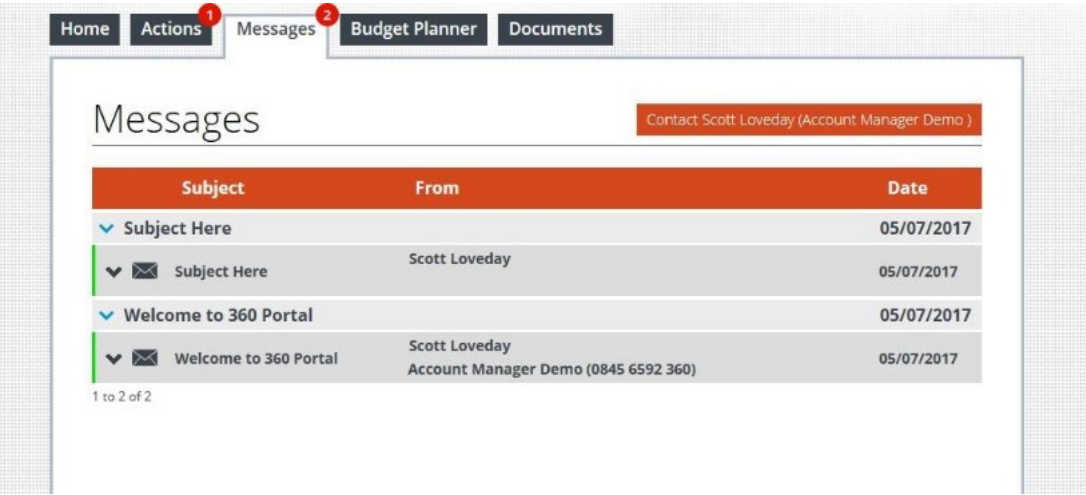 1 2
Home Actions Messages Budget Planner Documents
Messages
Contact Scott Loveday (Account Manager Demo )
Subject From Date
Subject Here 05/07/2017
Subject Here Scott Loveday 05/07/2017
Welcome to 360 Portal 05/07/2017
Scott Loveday
Welcome to 360 Portal Account Manager Demo (0845 6592 360) 05/07/2017
1 to 2 of 2